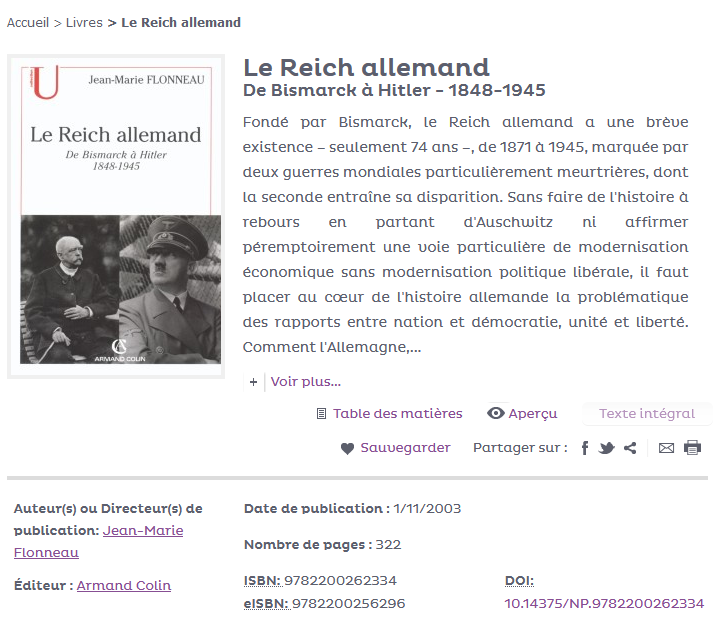 Accueil > Livres > Le Reich allemand
U
Jean-Marie FLONNEAU
Le Reich allemand
De Bismarck à Hitler
1848-1945
ARMAND COLIN
Le Reich allemand
De Bismarck à Hitler - 1848-1945
Fondé par Bismarck, le Reich allemand a une brève
existence – seulement 74 ans –, de 1871 à 1945, marquée par
deux guerres mondiales particulièrement meurtrières, dont
la seconde entraîne sa disparition. Sans faire de l'histoire à
rebours en partant d'Auschwitz ni affirmer
péremptoirement une voie particulière de modernisation
économique sans modernisation politique libérale, il faut
placer au cœur de l'histoire allemande la problématique
des rapports entre nation et démocratie, unité et liberté.
Comment l'Allemagne,...
+ Voir plus...
Table des matières Aperçu Texte intégral
Sauvegarder Partager sur :
Auteur(s) ou Directeur(s) de
publication: Jean-Marie
Flonneau
Éditeur : Armand Colin
Date de publication : 1/11/2003
Nombre de pages : 322
ISBN: 9782200262334
eISBN: 9782200256296
DOI:
10.14375/NP.9782200262334